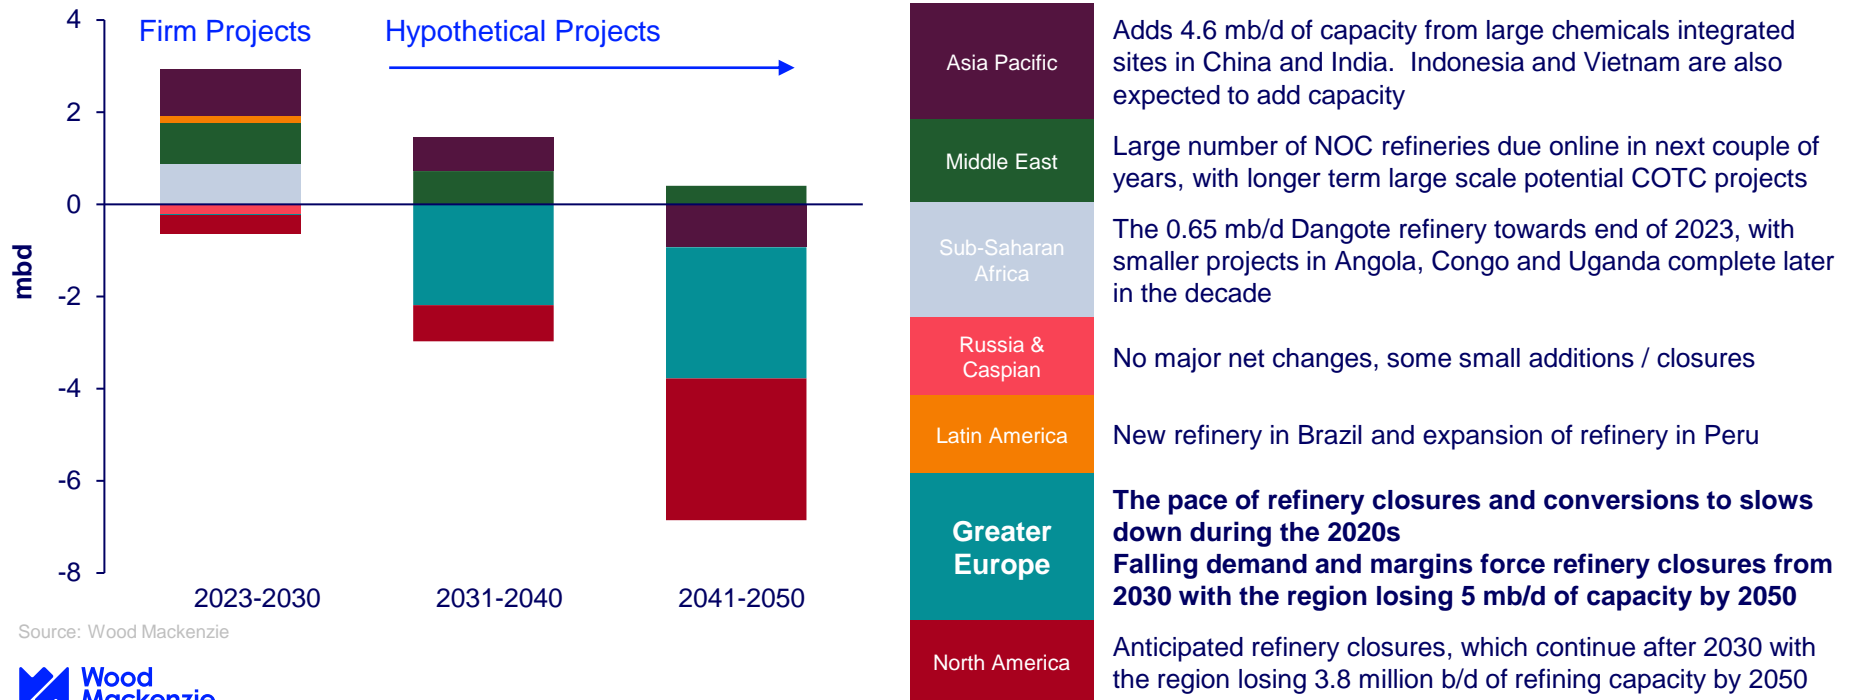 4
2
0
-2
-4
-6
-8
mbd
Firm Projects
Hypothetical Projects
2023-2030
2031-2040
2041-2050
Source: Wood Mackenzie
Wood
Mackenzie
Asia Pacific
Adds 4.6 mb/d of capacity from large chemicals integrated
sites in China and India.  Indonesia and Vietnam are also
expected to add capacity
Middle East
Large number of NOC refineries due online in next couple of
years, with longer term large scale potential COTC projects
Sub-Saharan
Africa
The 0.65 mb/d Dangote refinery towards end of 2023, with
smaller projects in Angola, Congo and Uganda complete later
in the decade
Russia &
Caspian
No major net changes, some small additions / closures
Latin America
New refinery in Brazil and expansion of refinery in Peru
Greater
Europe
The pace of refinery closures and conversions to slows
down during the 2020s
Falling demand and margins force refinery closures from
2030 with the region losing 5 mb/d of capacity by 2050
North America
Anticipated refinery closures, which continue after 2030 with
the region losing 3.8 million b/d of refining capacity by 2050